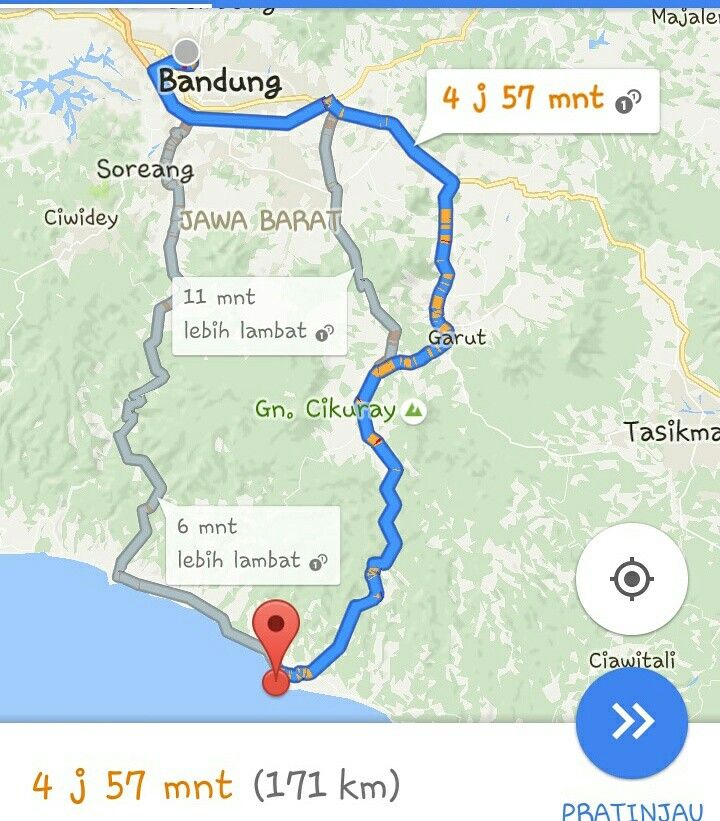 Majale
Bandung
4 j 57 mnt
Soreang
Ciwidey
JAWA BARAT
11 mnt
lebih lambat
Garut
Gn. Cikuray
Tasikma
6 mnt
lebih lambat
Ciawitali
4 j 57 mnt (171 km)
PRATINJAU